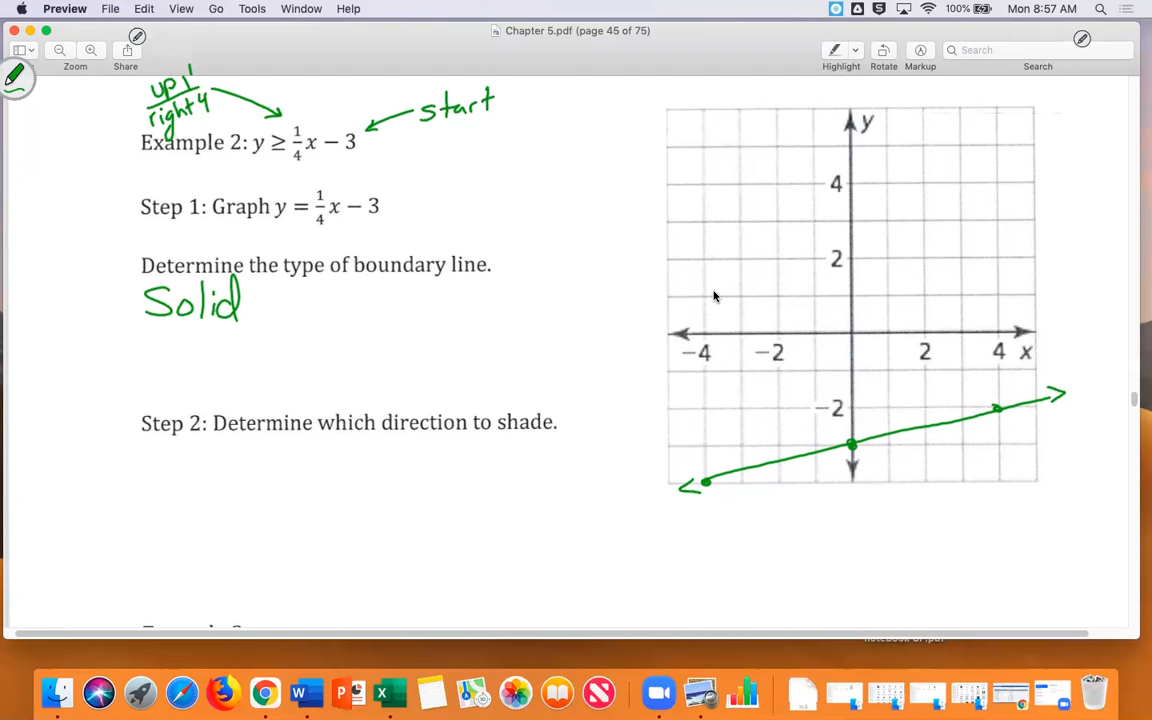 Preview File Edit View Go Tools Window Help 100% Mon 8:57 AM
Chapter 5.pdf (page 45 of 75)
Search
Zoom Share Highlight Rotate Markup Search
up 1
right 4
start
Example 2: y ≥ 1/4 x − 3
Step 1: Graph y = 1/4 x − 3
Determine the type of boundary line.
Solid
Step 2: Determine which direction to shade.
y
4
2
−4 −2 2 4 x
−2